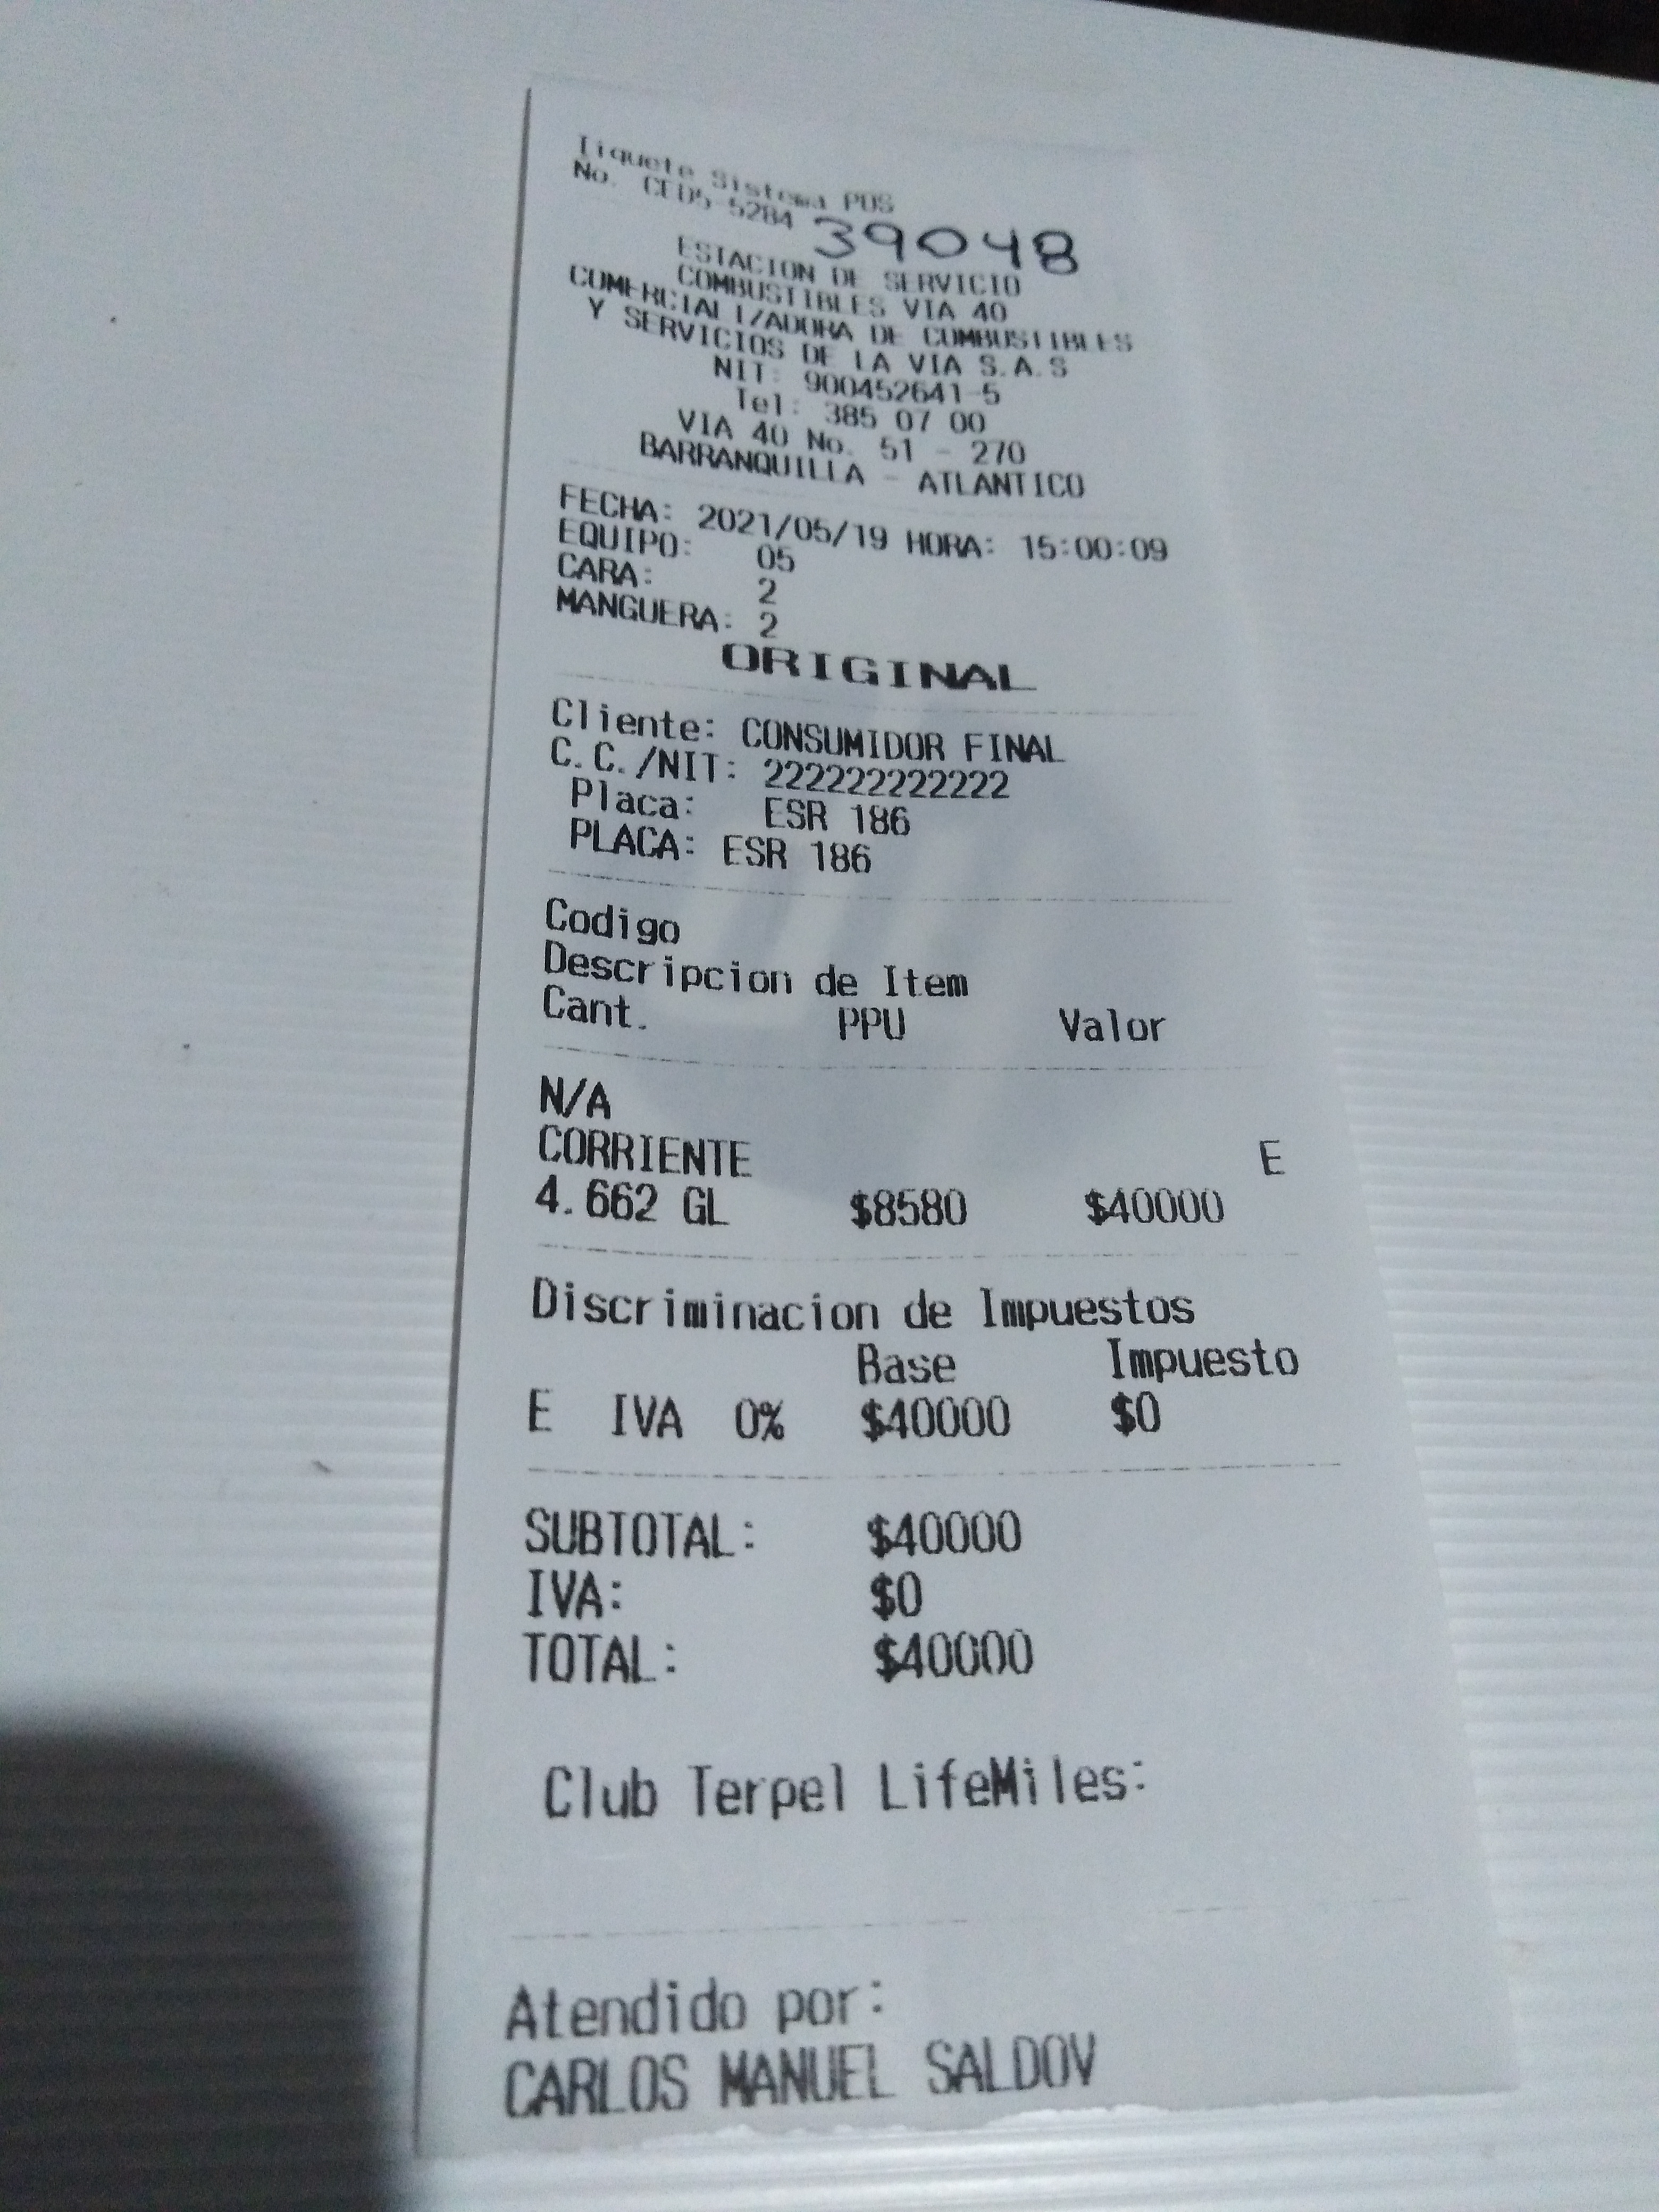 Tiquete Sistema POS
No. CED5-5284 39048
ESTACION DE SERVICIO
COMBUSTIBLES VIA 40
COMERCIALIZADORA DE COMBUSTIBLES
Y SERVICIOS DE LA VIA S.A.S
NIT: 900452641-5
Tel: 385 07 00
VIA 40 No. 51 - 270
BARRANQUILLA - ATLANTICO
FECHA: 2021/05/19 HORA: 15:00:09
EQUIPO: 05
CARA: 2
MANGUERA: 2
ORIGINAL
Cliente: CONSUMIDOR FINAL
C.C./NIT: 222222222222
Placa: ESR 186
PLACA: ESR 186
Codigo
Descripcion de Item
Cant. PPU Valor
N/A
CORRIENTE E
4.662 GL $8580 $40000
Discriminacion de Impuestos
Base Impuesto
E IVA 0% $40000 $0
SUBTOTAL: $40000
IVA: $0
TOTAL: $40000
Club Terpel LifeMiles:
Atendido por:
CARLOS MANUEL SALDOV